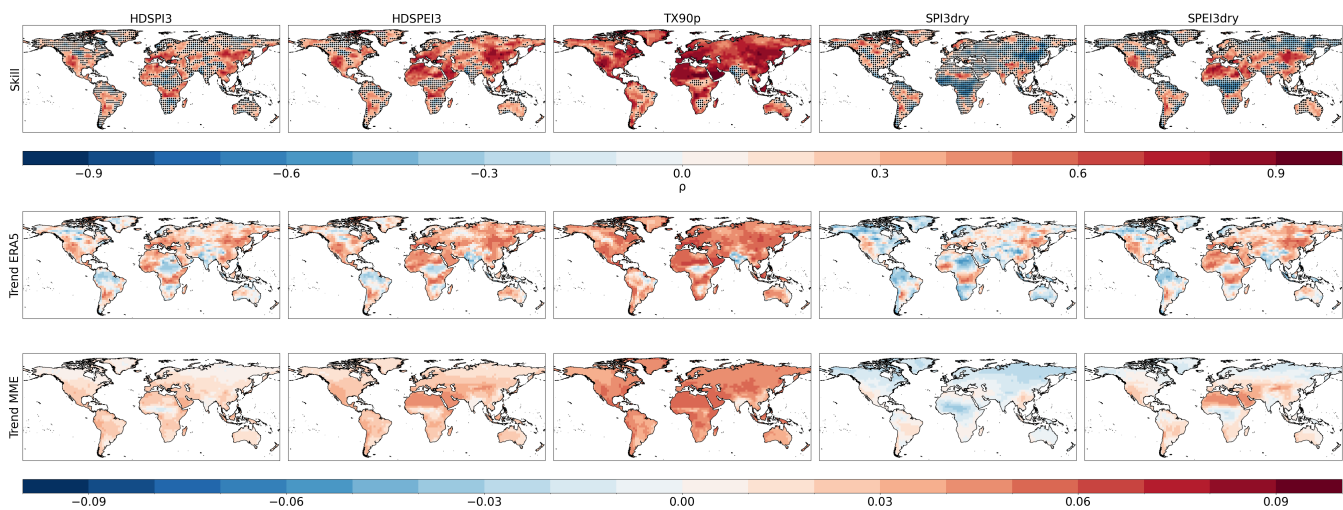 HDSPI3 HDSPEI3 TX90p SPI3dry SPEI3dry
Skill
−0.9 −0.6 −0.3 0.0 0.3 0.6 0.9
ρ
Trend ERA5
Trend MME
−0.09 −0.06 −0.03 0.00 0.03 0.06 0.09